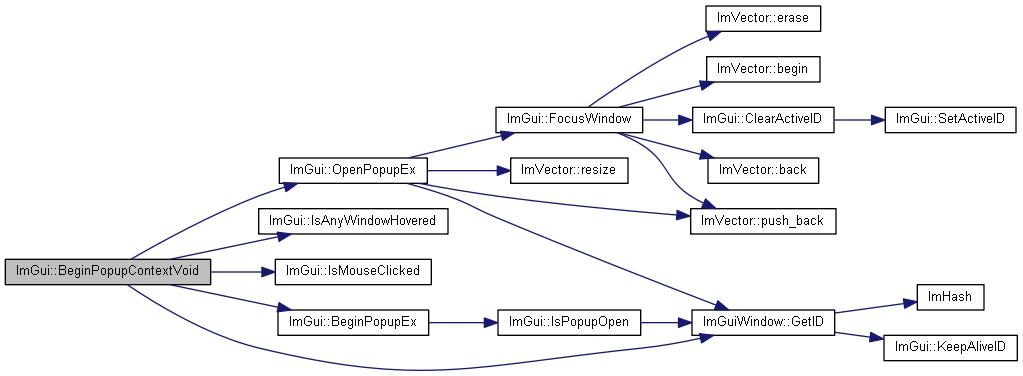 ImVector::erase
ImVector::begin
ImGui::FocusWindow
ImGui::ClearActiveID
ImGui::SetActiveID
ImGui::OpenPopupEx
ImVector::resize
ImVector::back
ImGui::IsAnyWindowHovered
ImVector::push_back
ImGui::BeginPopupContextVoid
ImGui::IsMouseClicked
ImHash
ImGui::BeginPopupEx
ImGui::IsPopupOpen
ImGuiWindow::GetID
ImGui::KeepAliveID